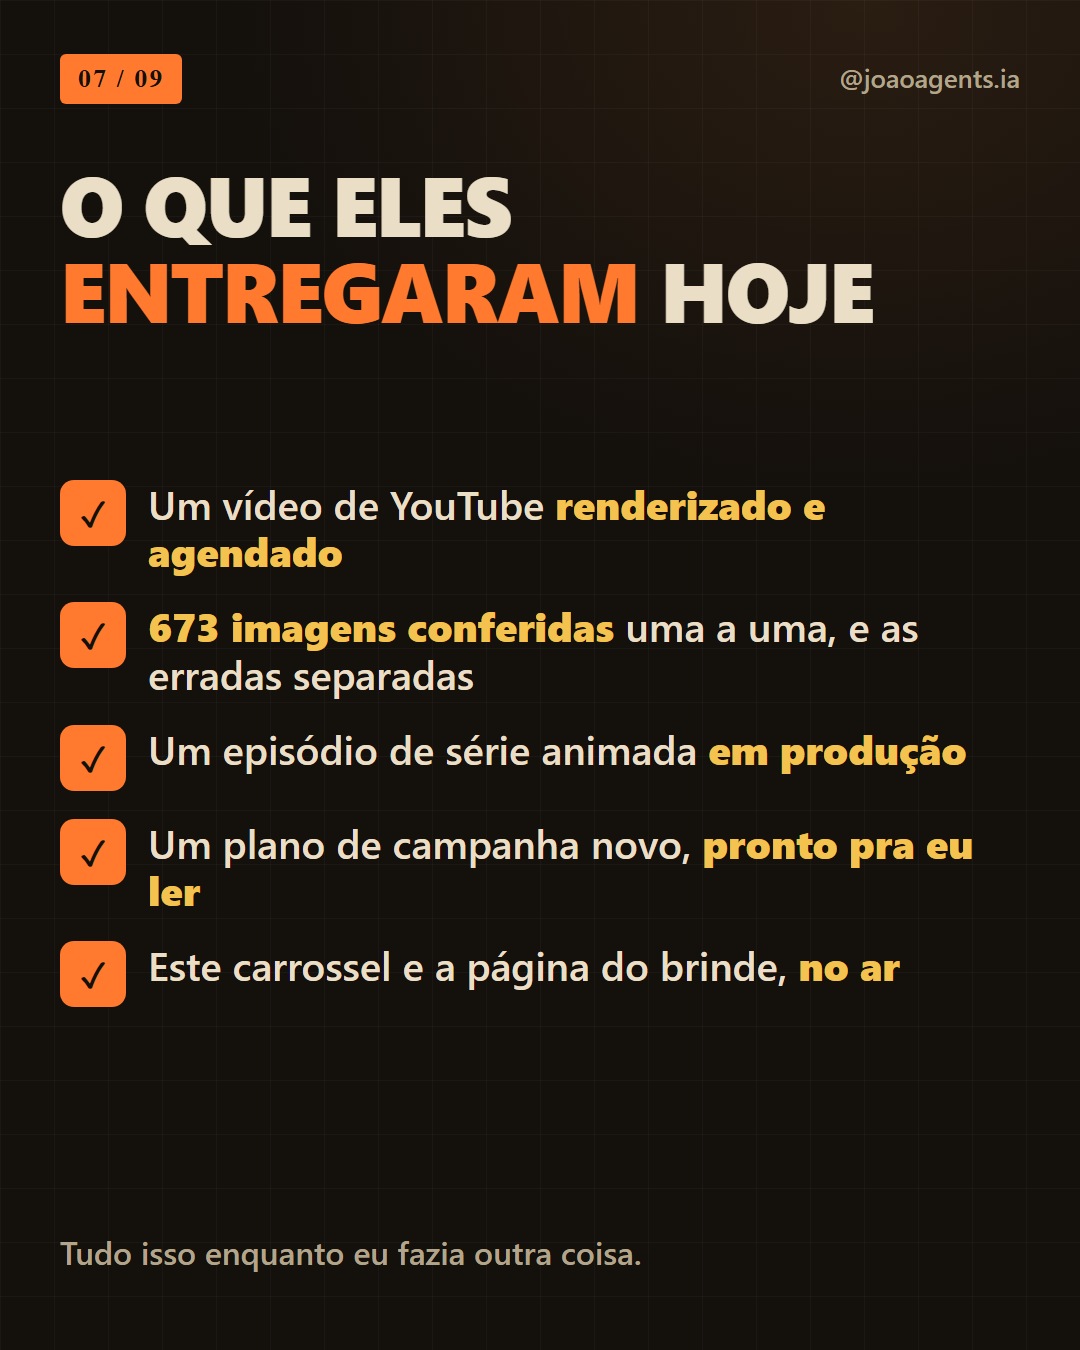 07 / 09
@joaoagents.ia
O QUE ELES
ENTREGARAM HOJE
✓ Um vídeo de YouTube renderizado e
agendado
✓ 673 imagens conferidas uma a uma, e as
erradas separadas
✓ Um episódio de série animada em produção
✓ Um plano de campanha novo, pronto pra eu
ler
✓ Este carrossel e a página do brinde, no ar
Tudo isso enquanto eu fazia outra coisa.